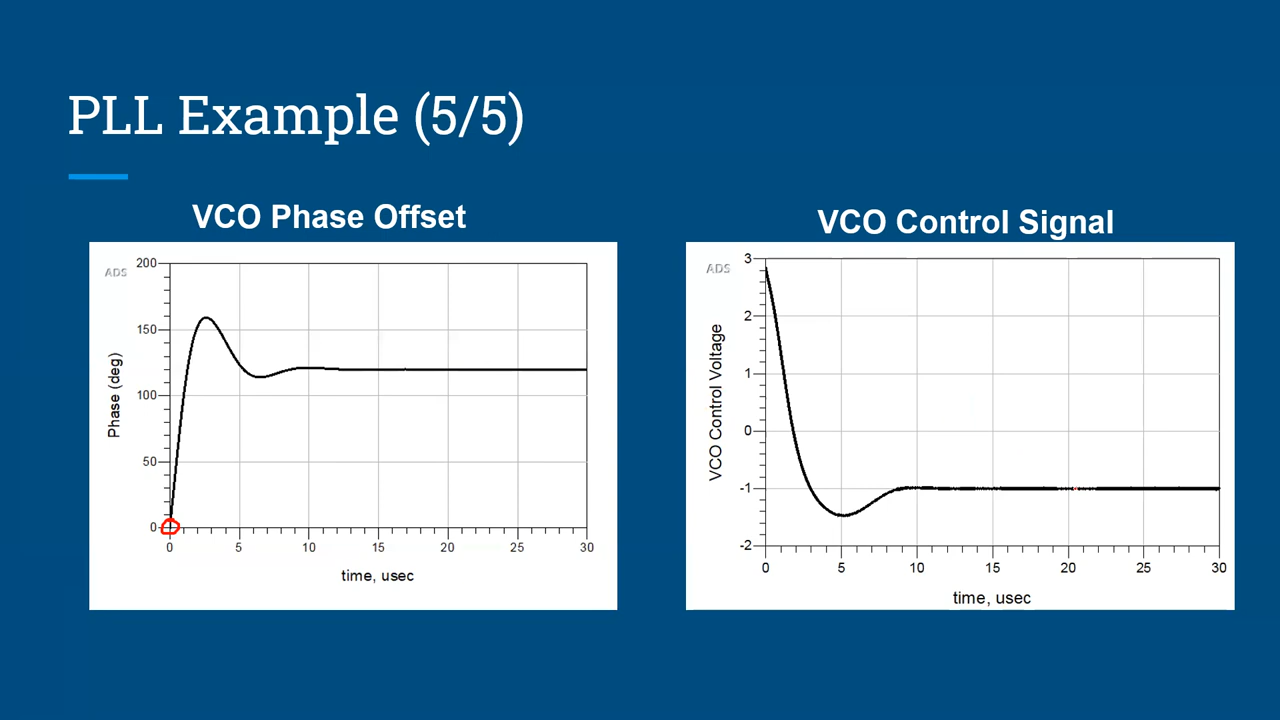 PLL Example (5/5)
VCO Phase Offset
ADS
200
150
100
50
0
0 5 10 15 20 25 30
Phase (deg)
time, usec
VCO Control Signal
ADS
3
2
1
0
-1
-2
0 5 10 15 20 25 30
VCO Control Voltage
time, usec